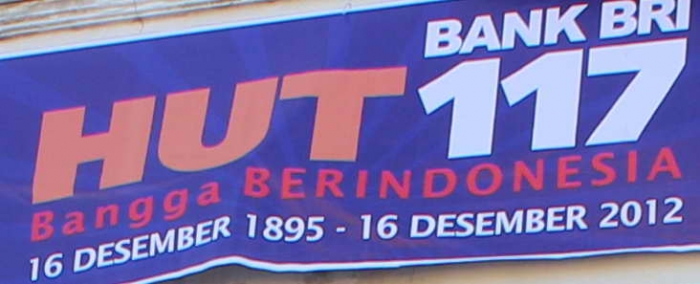 BANK BRI
HUT 117
Bangga BERINDONESIA
16 DESEMBER 1895 - 16 DESEMBER 2012